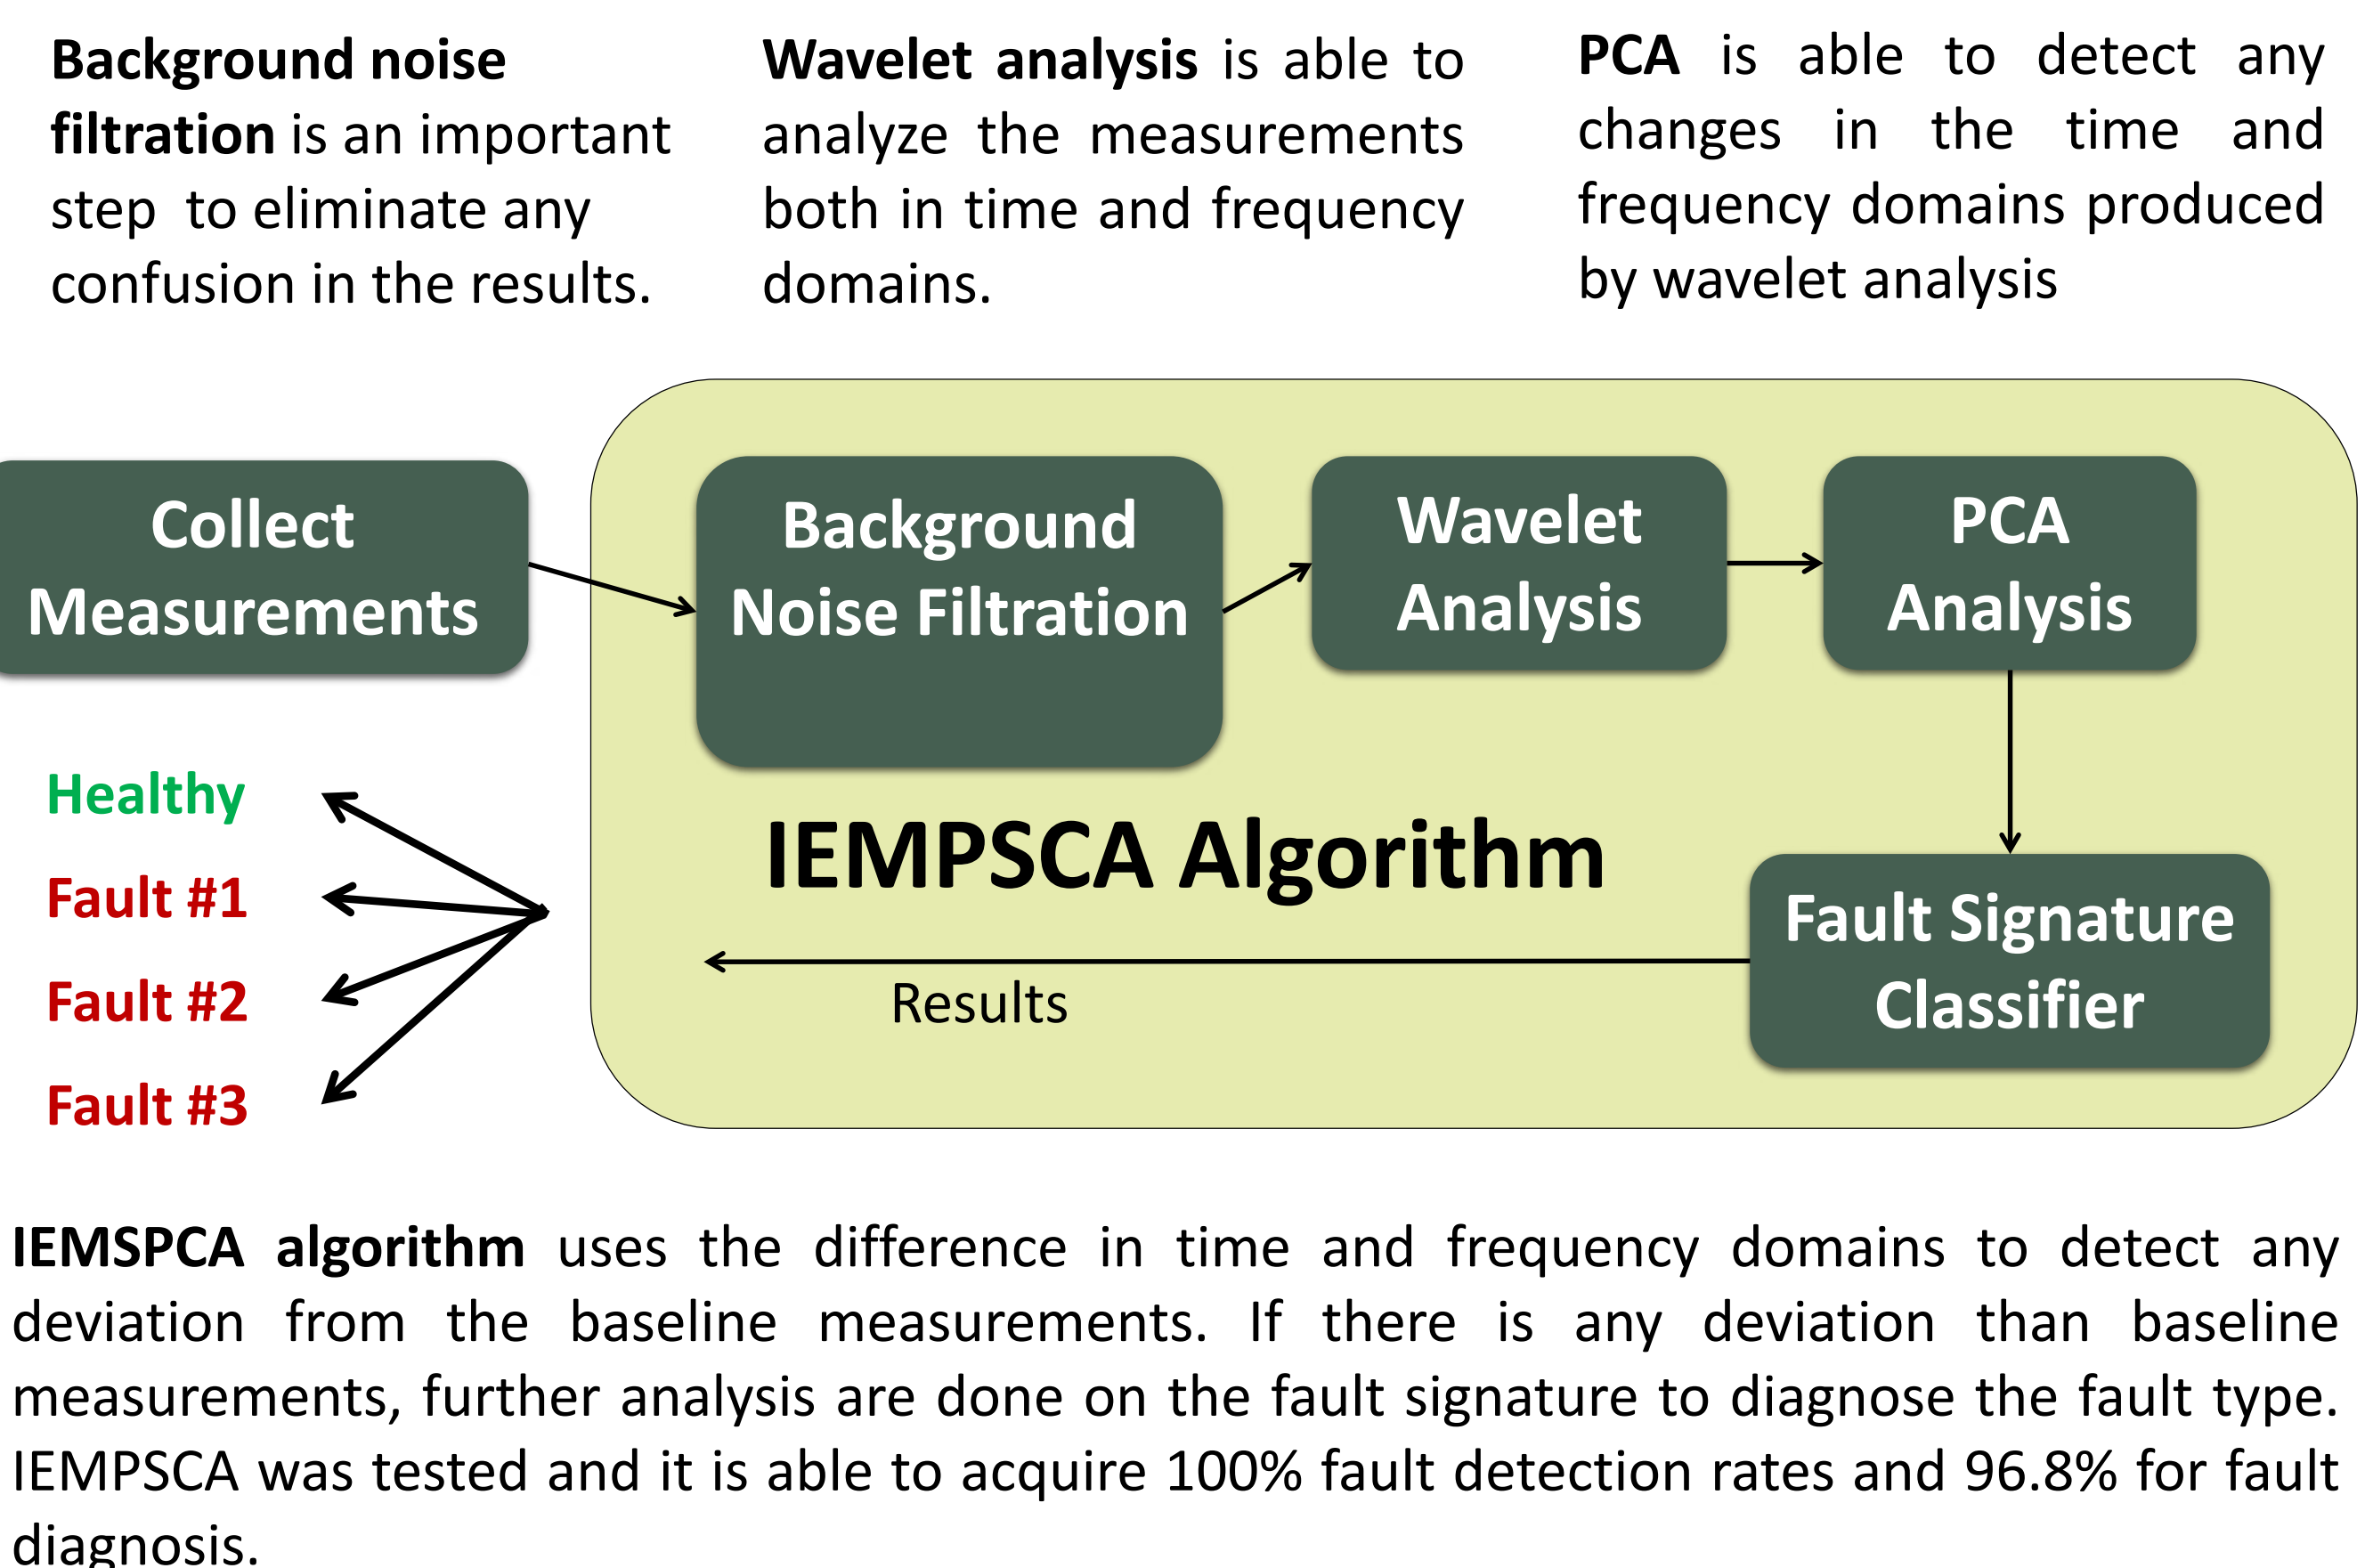 Background noise
filtration is an important
step  to eliminate any
confusion in the results.
Wavelet analysis is able to
analyze the measurements
both in time and frequency
domains.
PCA is able to detect any
changes in the time and
frequency domains produced
by wavelet analysis
Collect
Measurements
Background
Noise Filtration
Wavelet
Analysis
PCA
Analysis
Healthy
Fault #1
Fault #2
Fault #3
IEMPSCA Algorithm
Results
Fault Signature
Classifier
IEMSPCA algorithm uses the difference in time and frequency domains to detect any
deviation from the baseline measurements. If there is any deviation than baseline
measurements, further analysis are done on the fault signature to diagnose the fault type.
IEMPSCA was tested and it is able to acquire 100% fault detection rates and 96.8% for fault
diagnosis.